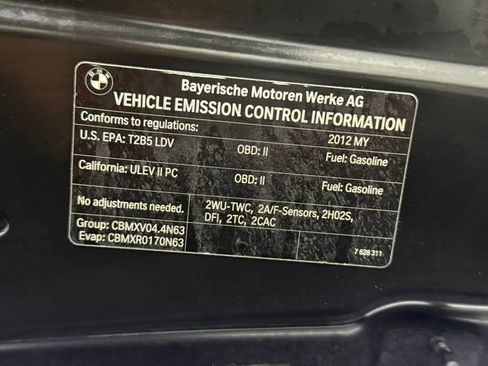 BMW
Bayerische Motoren Werke AG
VEHICLE EMISSION CONTROL INFORMATION
Conforms to regulations: 2012 MY
U.S. EPA: T2B5 LDV OBD: II Fuel: Gasoline
California: ULEV II PC OBD: II Fuel: Gasoline
No adjustments needed. 2WU-TWC, 2A/F-Sensors, 2HO2S,
DFI, 2TC, 2CAC
Group: CBMXV04.4N63
Evap: CBMXR0170N63
7 628 311